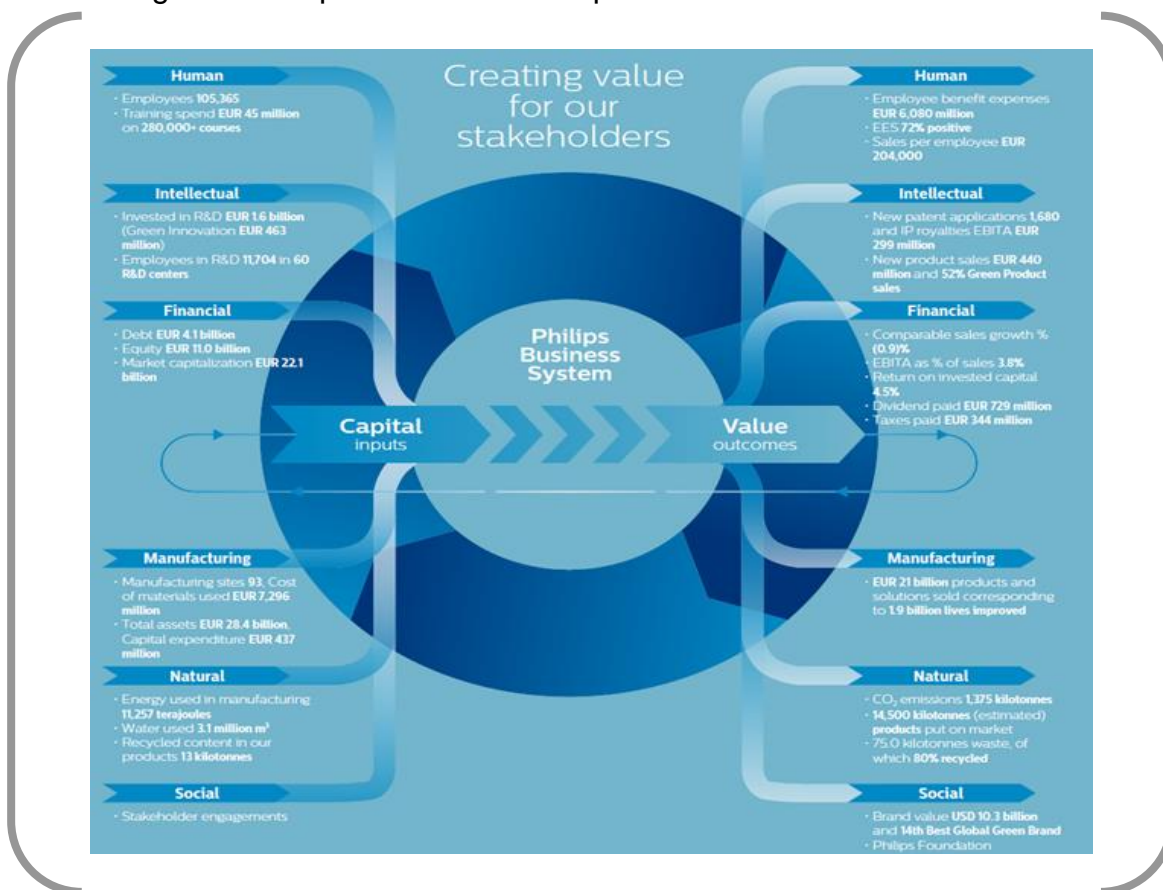 Creating value
for our
stakeholders
Human
· Employees 105,365
· Training spend EUR 45 million
on 280,000+ courses
Intellectual
· Invested in R&D EUR 1.6 billion
(Green Innovation EUR 463
million)
· Employees in R&D 11,704 in 60
R&D centers
Financial
· Debt EUR 4.1 billion
· Equity EUR 11.0 billion
· Market capitalization EUR 22.1
billion
Manufacturing
· Manufacturing sites 93, Cost
of materials used EUR 7,296
million
· Total assets EUR 28.4 billion,
Capital expenditure EUR 437
million
Natural
· Energy used in manufacturing
11,257 terajoules
· Water used 3.1 million m³
· Recycled content in our
products 13 kilotonnes
Social
· Stakeholder engagements
Philips
Business
System
Capital
inputs
Value
outcomes
Human
· Employee benefit expenses
EUR 6,080 million
· EES 72% positive
· Sales per employee EUR
204,000
Intellectual
· New patent applications 1,680
and IP royalties EBITA EUR
299 million
· New product sales EUR 440
million and 52% Green Product
sales
Financial
· Comparable sales growth %
(0.9)%
· EBITA as % of sales 3.8%
· Return on invested capital
4.5%
· Dividend paid EUR 729 million
· Taxes paid EUR 344 million
Manufacturing
· EUR 21 billion products and
solutions sold corresponding
to 1.9 billion lives improved
Natural
· CO₂ emissions 1,375 kilotonnes
· 14,500 kilotonnes (estimated)
products put on market
· 75.0 kilotonnes waste, of
which 80% recycled
Social
· Brand value USD 10.3 billion
and 14th Best Global Green Brand
· Philips Foundation